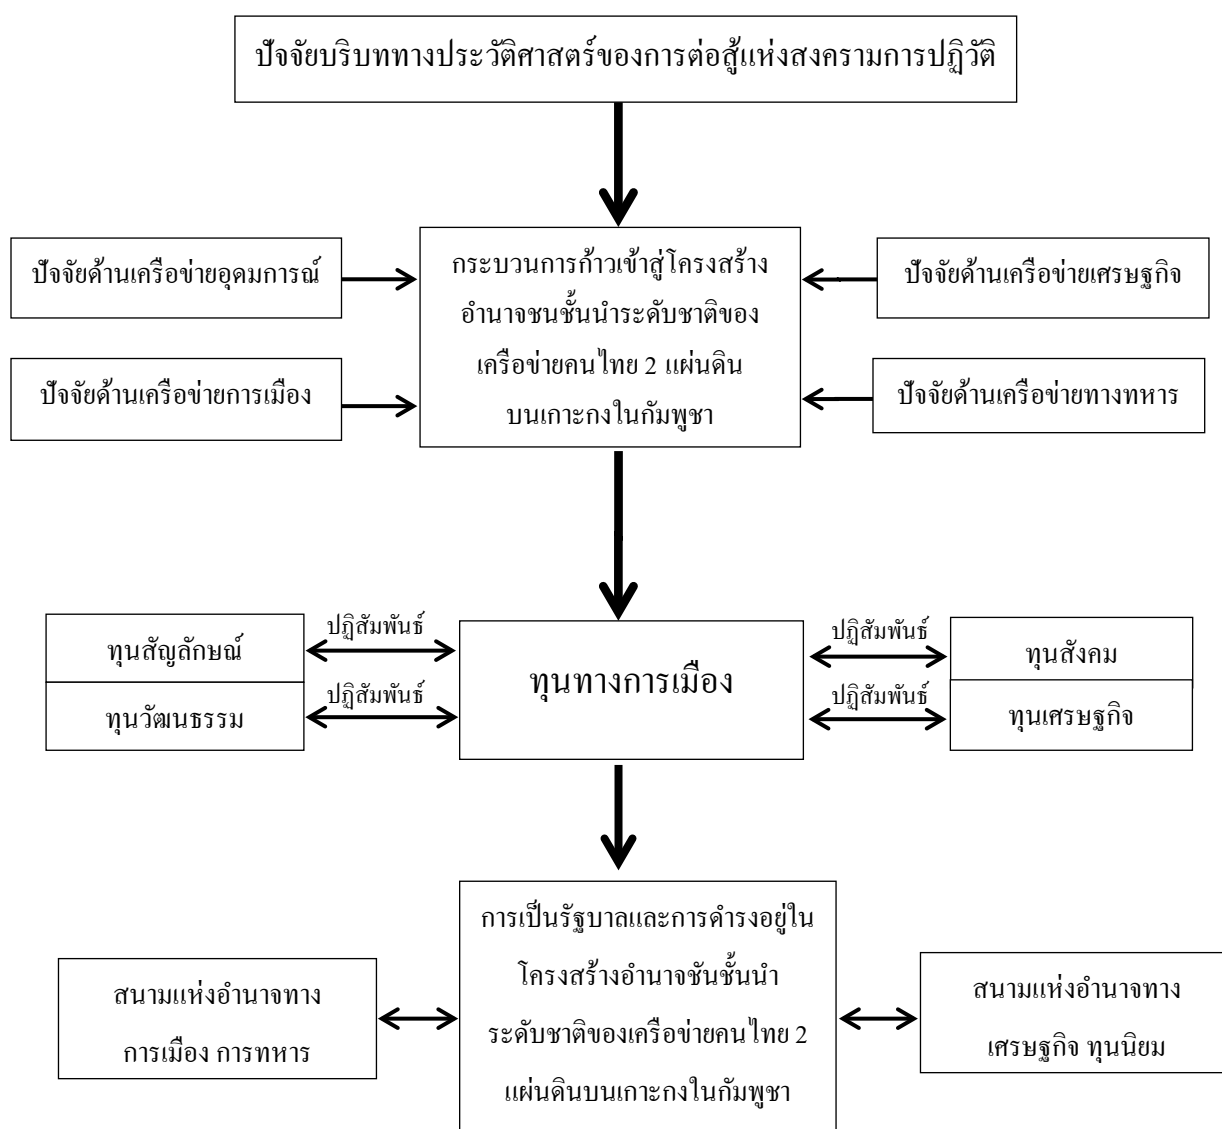 ปัจจัยบริบททางประวัติศาสตร์ของการต่อสู้แห่งสงครามการปฏิวัติ
ปัจจัยด้านเครือข่ายอุดมการณ์
ปัจจัยด้านเครือข่ายการเมือง
กระบวนการก้าวเข้าสู่โครงสร้าง
อำนาจชนชั้นนำระดับชาติของ
เครือข่ายคนไทย 2 แผ่นดิน
บนเกาะกงในกัมพูชา
ปัจจัยด้านเครือข่ายเศรษฐกิจ
ปัจจัยด้านเครือข่ายทางทหาร
ทุนสัญลักษณ์
ทุนวัฒนธรรม
ปฏิสัมพันธ์
ปฏิสัมพันธ์
ทุนทางการเมือง
ปฏิสัมพันธ์
ปฏิสัมพันธ์
ทุนสังคม
ทุนเศรษฐกิจ
สนามแห่งอำนาจทาง
การเมือง การทหาร
การเป็นรัฐบาลและการดำรงอยู่ใน
โครงสร้างอำนาจชันชั้นนำ
ระดับชาติของเครือข่ายคนไทย 2
แผ่นดินบนเกาะกงในกัมพูชา
สนามแห่งอำนาจทาง
เศรษฐกิจ ทุนนิยม